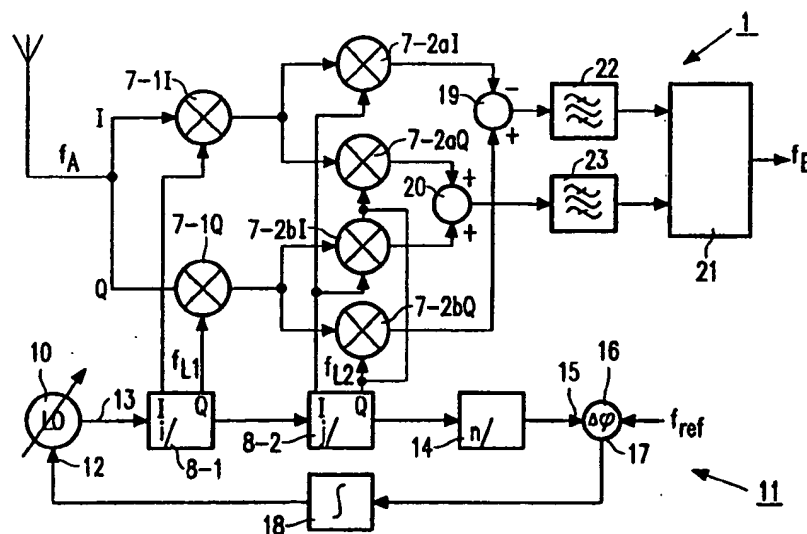 7-2aI
1
22
7-1I
19
−
+
I
7-2aQ
f_A
20
+
+
f_E
23
7-1Q
7-2bI
21
Q
7-2bQ
10
f_L1
f_L2
16
LO
13
I Q
i/
I Q
j/
n/
15
Δφ
f_ref
12
8-1
8-2
14
17
18
∫
11